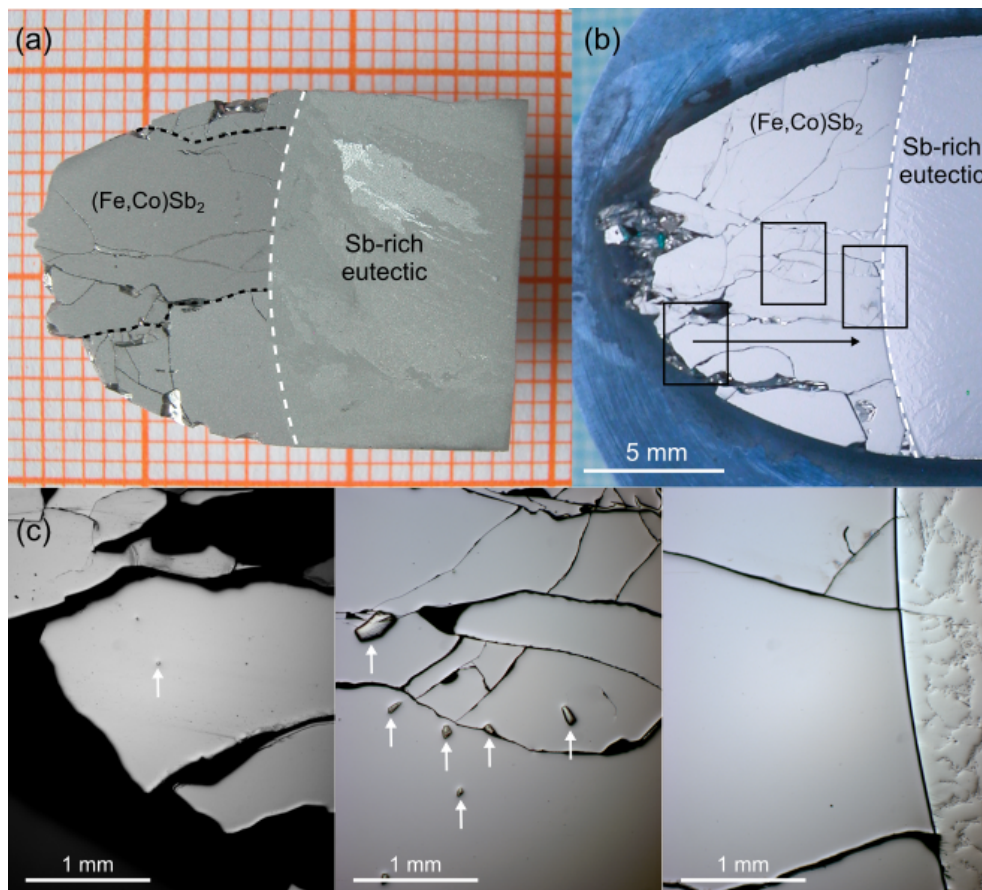 (a)
(Fe,Co)Sb₂
Sb-rich
eutectic
(b)
(Fe,Co)Sb₂
Sb-rich
eutectic
5 mm
(c)
1 mm
1 mm
1 mm